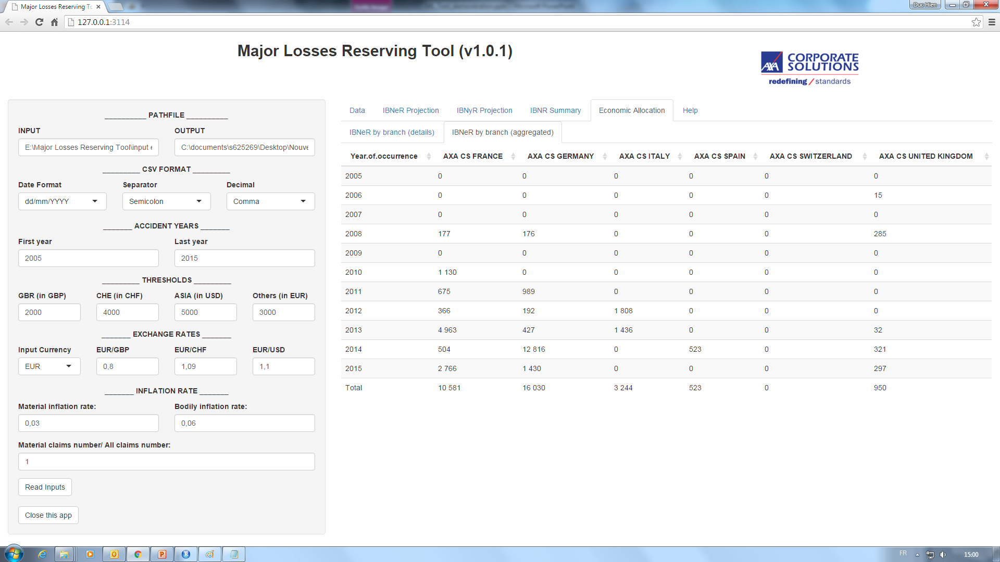 Major Losses Reserving To
Duc Hien
127.0.0.1:3114
Major Losses Reserving Tool (v1.0.1)
AXA CORPORATE SOLUTIONS
redefining / standards
__________ PATHFILE __________
INPUT OUTPUT
E:\Major Losses Reserving Tool\input e C:\documents\s625269\Desktop\Nouve
_________ CSV FORMAT _________
Date Format Separator Decimal
dd/mm/YYYY Semicolon Comma
_______ ACCIDENT YEARS _______
First year Last year
2005 2015
_________ THRESHOLDS _________
GBR (in GBP) CHE (in CHF) ASIA (in USD) Others (in EUR)
2000 4000 5000 3000
_______ EXCHANGE RATES _______
Input Currency EUR/GBP EUR/CHF EUR/USD
EUR 0,8 1,09 1,1
_______ INFLATION RATE _______
Material inflation rate: Bodily inflation rate:
0,03 0,06
Material claims number/ All claims number:
1
Read Inputs
Close this app
Data IBNeR Projection IBNyR Projection IBNR Summary Economic Allocation Help
IBNeR by branch (details) IBNeR by branch (aggregated)
Year.of.occurrence AXA CS FRANCE AXA CS GERMANY AXA CS ITALY AXA CS SPAIN AXA CS SWITZERLAND AXA CS UNITED KINGDOM
2005 0 0 0 0 0 0
2006 0 0 0 0 0 15
2007 0 0 0 0 0 0
2008 177 176 0 0 0 285
2009 0 0 0 0 0 0
2010 1 130 0 0 0 0 0
2011 675 989 0 0 0 0
2012 366 192 1 808 0 0 0
2013 4 963 427 1 436 0 0 32
2014 504 12 816 0 523 0 321
2015 2 766 1 430 0 0 0 297
Total 10 581 16 030 3 244 523 0 950
FR 15:00